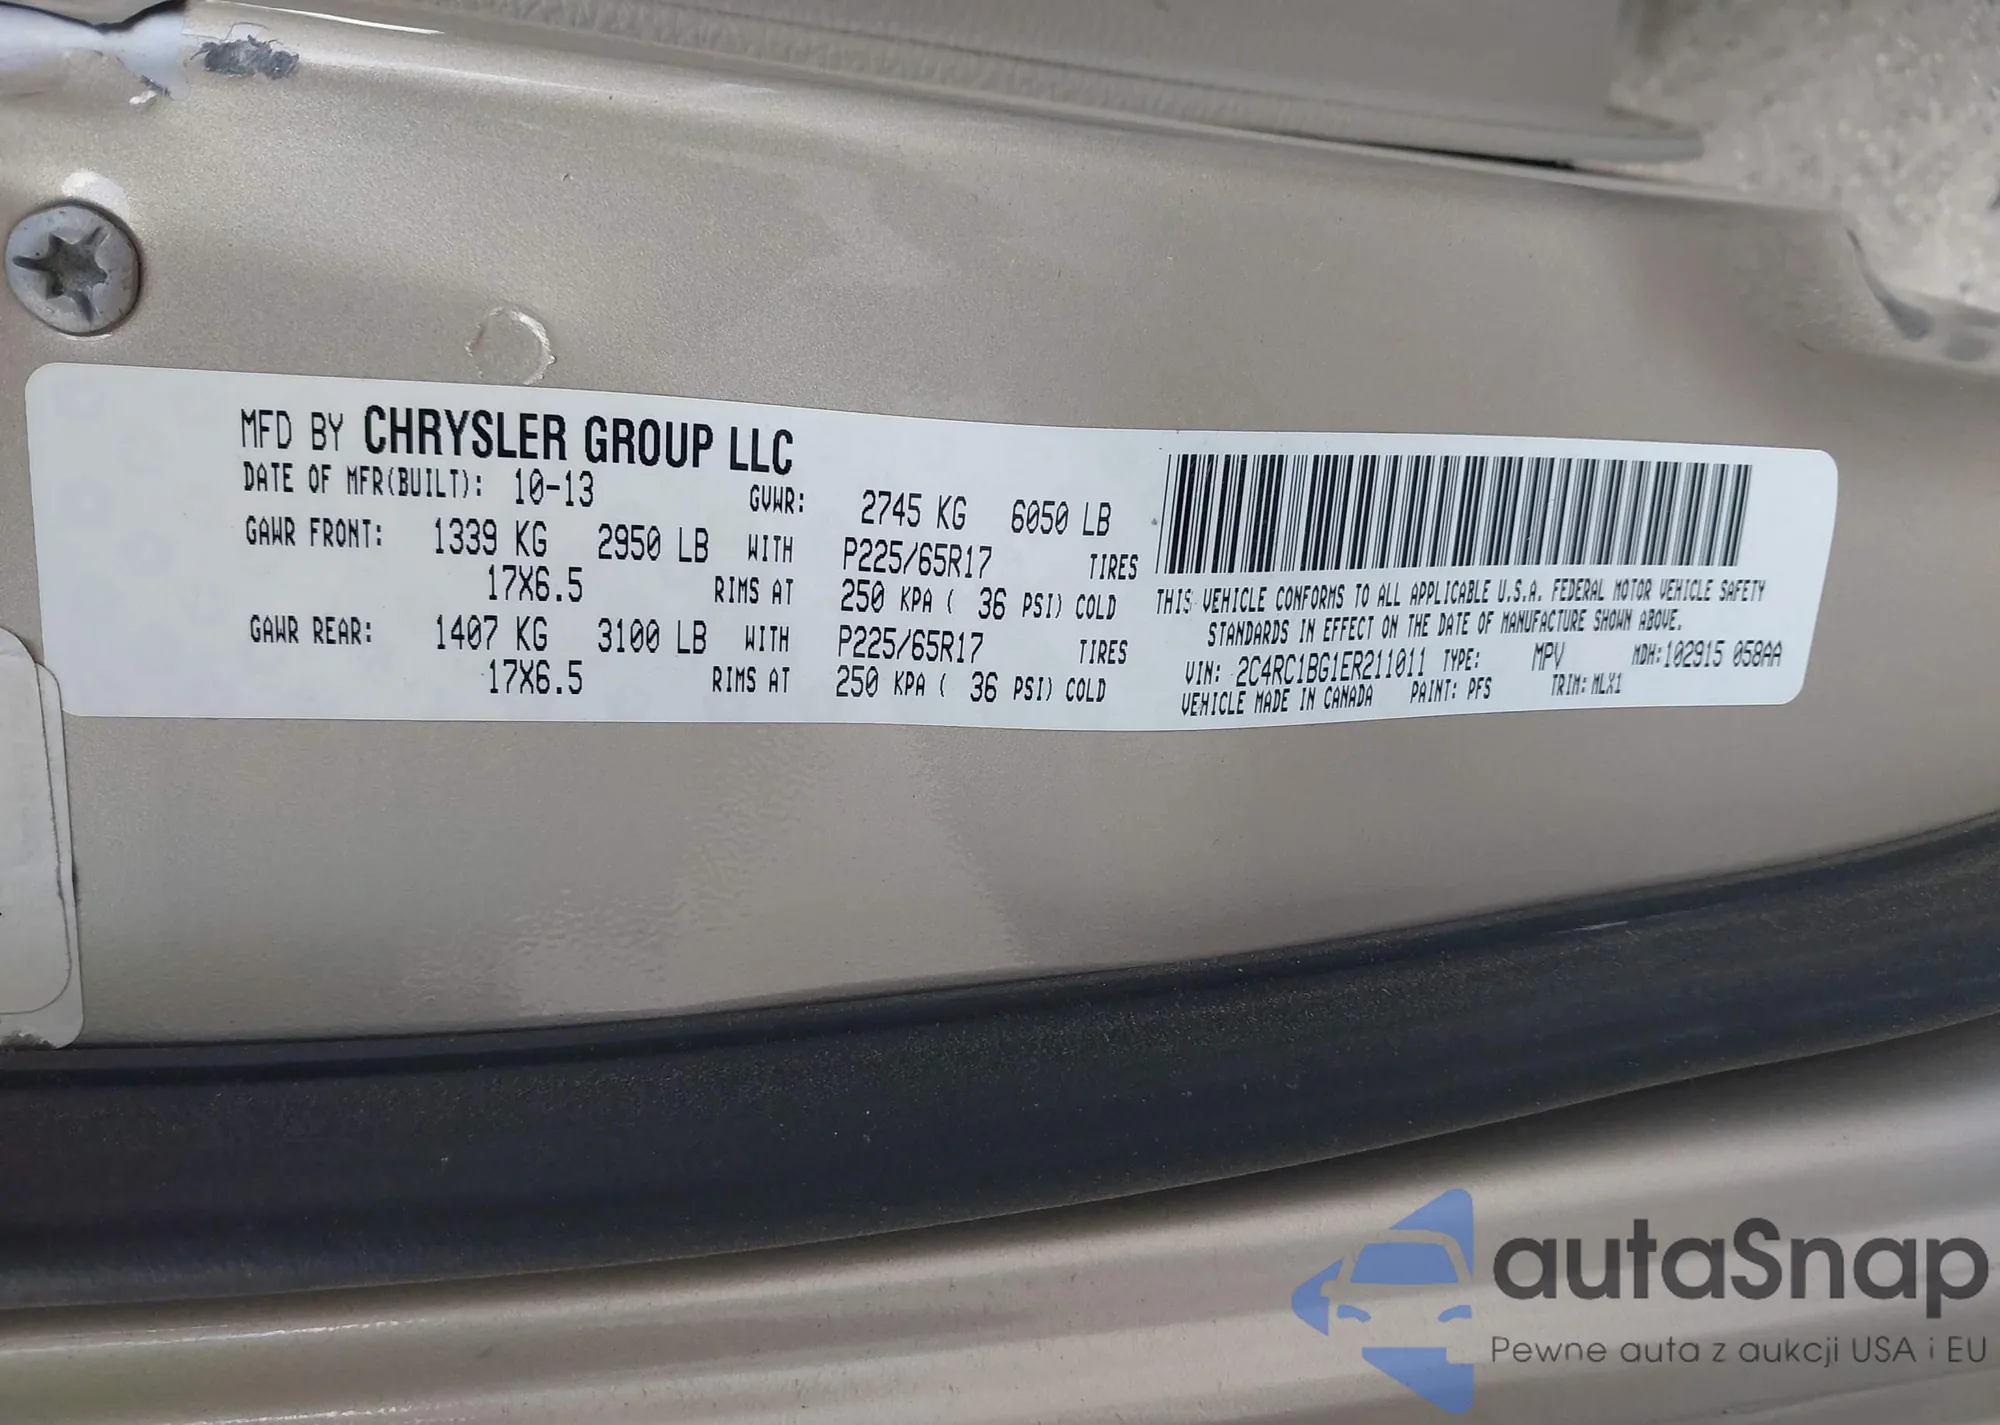 MFD BY CHRYSLER GROUP LLC
DATE OF MFR(BUILT): 10-13 GVWR: 2745 KG 6050 LB
GAWR FRONT: 1339 KG 2950 LB WITH P225/65R17 TIRES
17X6.5 RIMS AT 250 KPA ( 36 PSI) COLD
GAWR REAR: 1407 KG 3100 LB WITH P225/65R17 TIRES
17X6.5 RIMS AT 250 KPA ( 36 PSI) COLD
THIS VEHICLE CONFORMS TO ALL APPLICABLE U.S.A. FEDERAL MOTOR VEHICLE SAFETY
STANDARDS IN EFFECT ON THE DATE OF MANUFACTURE SHOWN ABOVE.
VIN: 2C4RC1BG1ER211011 TYPE: MPV MDH:102915 058AA
VEHICLE MADE IN CANADA PAINT: PFS TRIM: MLX1
autaSnap
Pewne auta z aukcji USA i EU